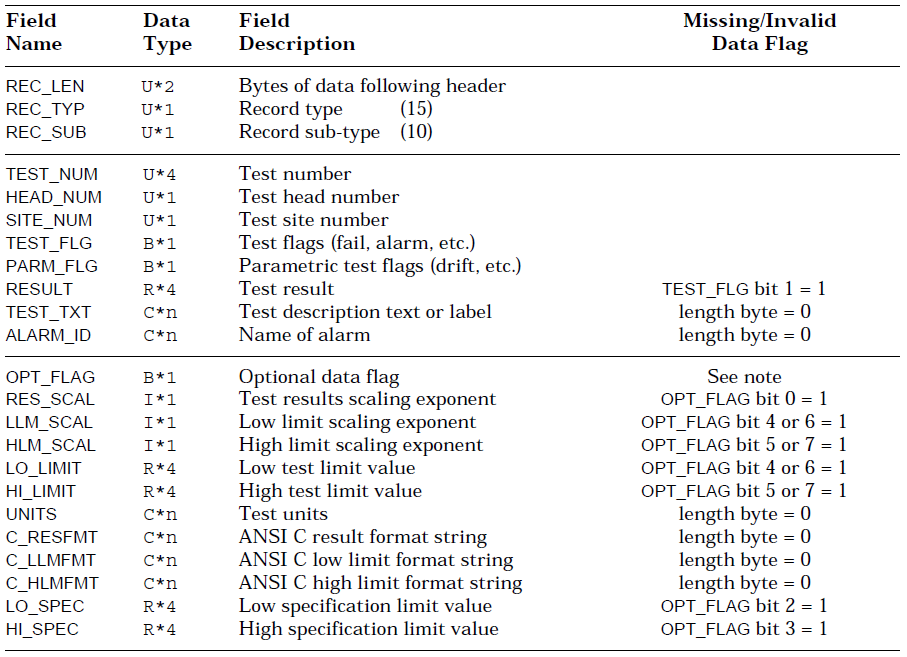 Field Data Field Missing/Invalid
Name Type Description Data Flag
REC_LEN U*2 Bytes of data following header
REC_TYP U*1 Record type (15)
REC_SUB U*1 Record sub-type (10)
TEST_NUM U*4 Test number
HEAD_NUM U*1 Test head number
SITE_NUM U*1 Test site number
TEST_FLG B*1 Test flags (fail, alarm, etc.)
PARM_FLG B*1 Parametric test flags (drift, etc.)
RESULT R*4 Test result TEST_FLG bit 1 = 1
TEST_TXT C*n Test description text or label length byte = 0
ALARM_ID C*n Name of alarm length byte = 0
OPT_FLAG B*1 Optional data flag See note
RES_SCAL I*1 Test results scaling exponent OPT_FLAG bit 0 = 1
LLM_SCAL I*1 Low limit scaling exponent OPT_FLAG bit 4 or 6 = 1
HLM_SCAL I*1 High limit scaling exponent OPT_FLAG bit 5 or 7 = 1
LO_LIMIT R*4 Low test limit value OPT_FLAG bit 4 or 6 = 1
HI_LIMIT R*4 High test limit value OPT_FLAG bit 5 or 7 = 1
UNITS C*n Test units length byte = 0
C_RESFMT C*n ANSI C result format string length byte = 0
C_LLMFMT C*n ANSI C low limit format string length byte = 0
C_HLMFMT C*n ANSI C high limit format string length byte = 0
LO_SPEC R*4 Low specification limit value OPT_FLAG bit 2 = 1
HI_SPEC R*4 High specification limit value OPT_FLAG bit 3 = 1